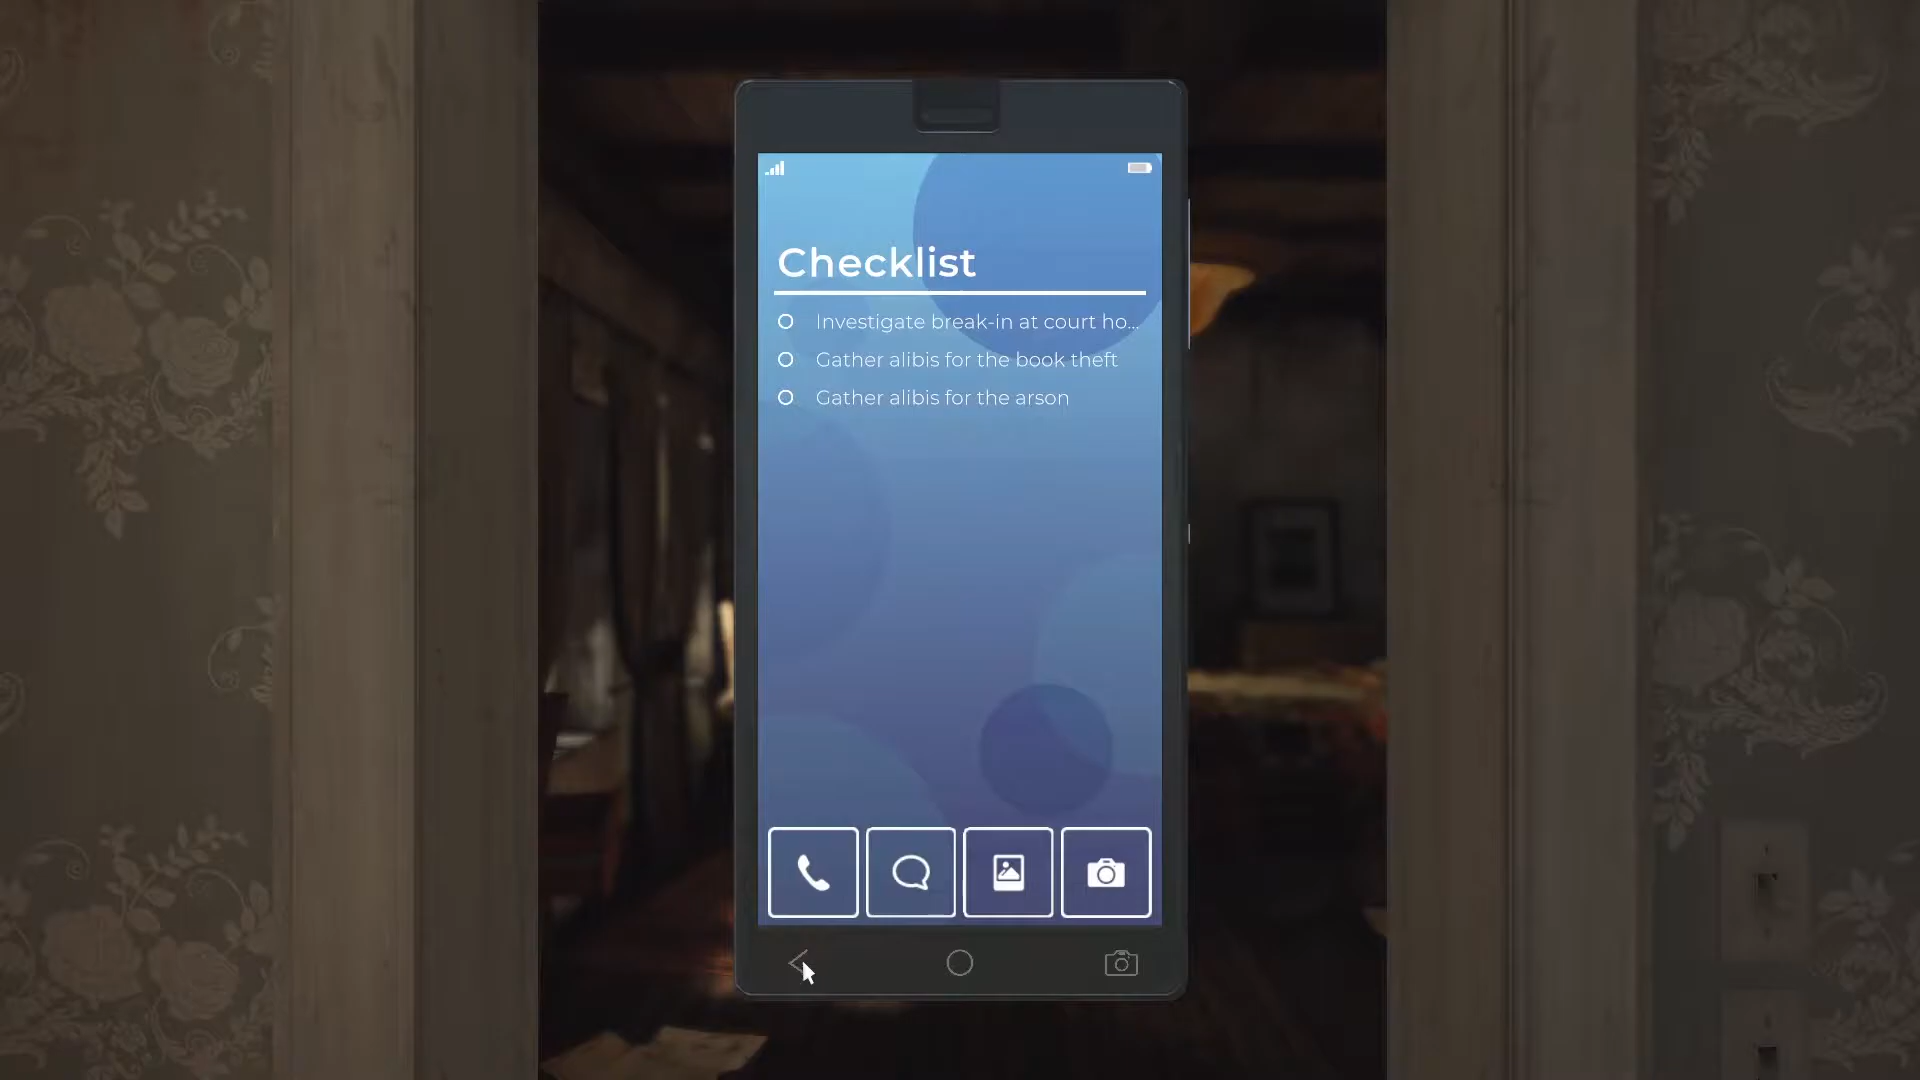 Checklist
Investigate break-in at court ho...
Gather alibis for the book theft
Gather alibis for the arson